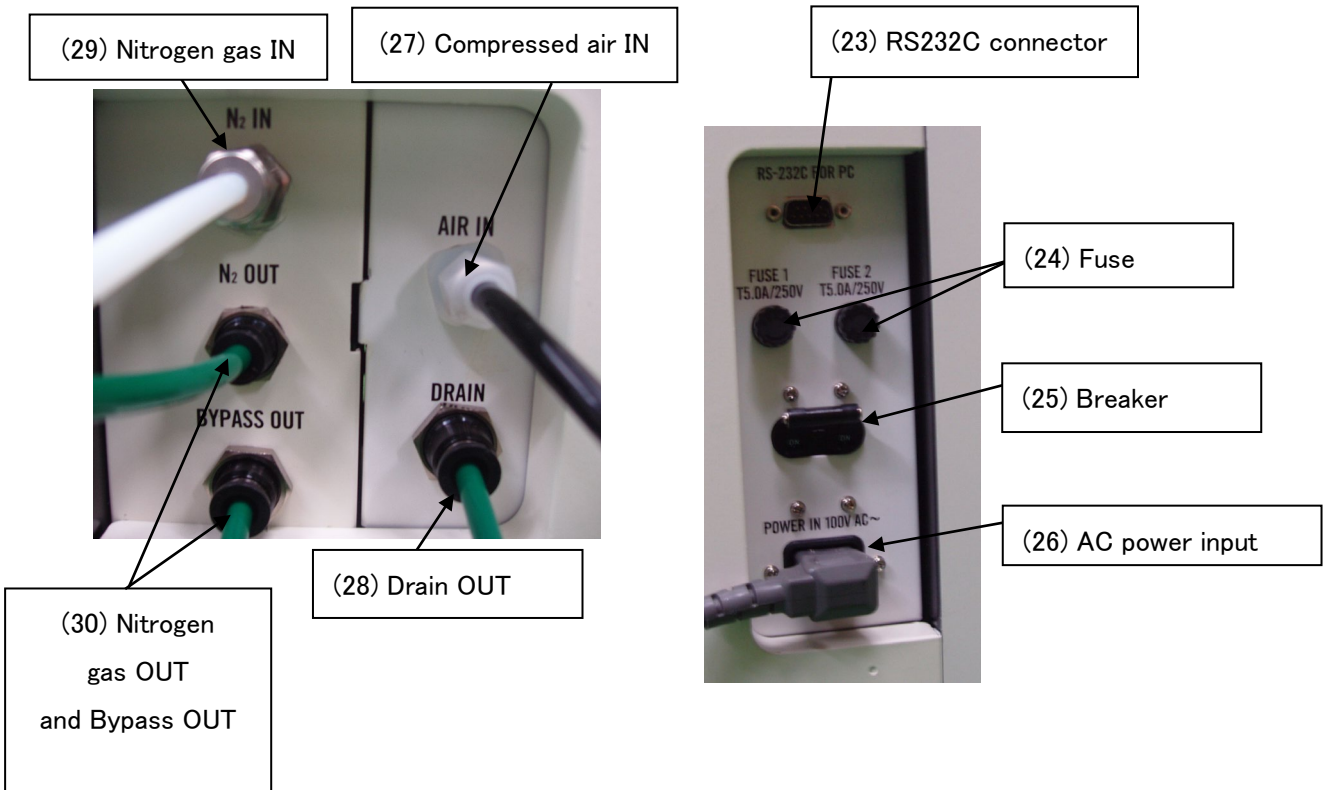 (29) Nitrogen gas IN
(27) Compressed air IN
(23) RS232C connector
N₂ IN
AIR IN
N₂ OUT
DRAIN
BYPASS OUT
RS-232C FOR PC
FUSE 1 FUSE 2
T5.0A/250V T5.0A/250V
(24) Fuse
(25) Breaker
ON ON
POWER IN 100V AC~
(26) AC power input
(28) Drain OUT
(30) Nitrogen
gas OUT
and Bypass OUT